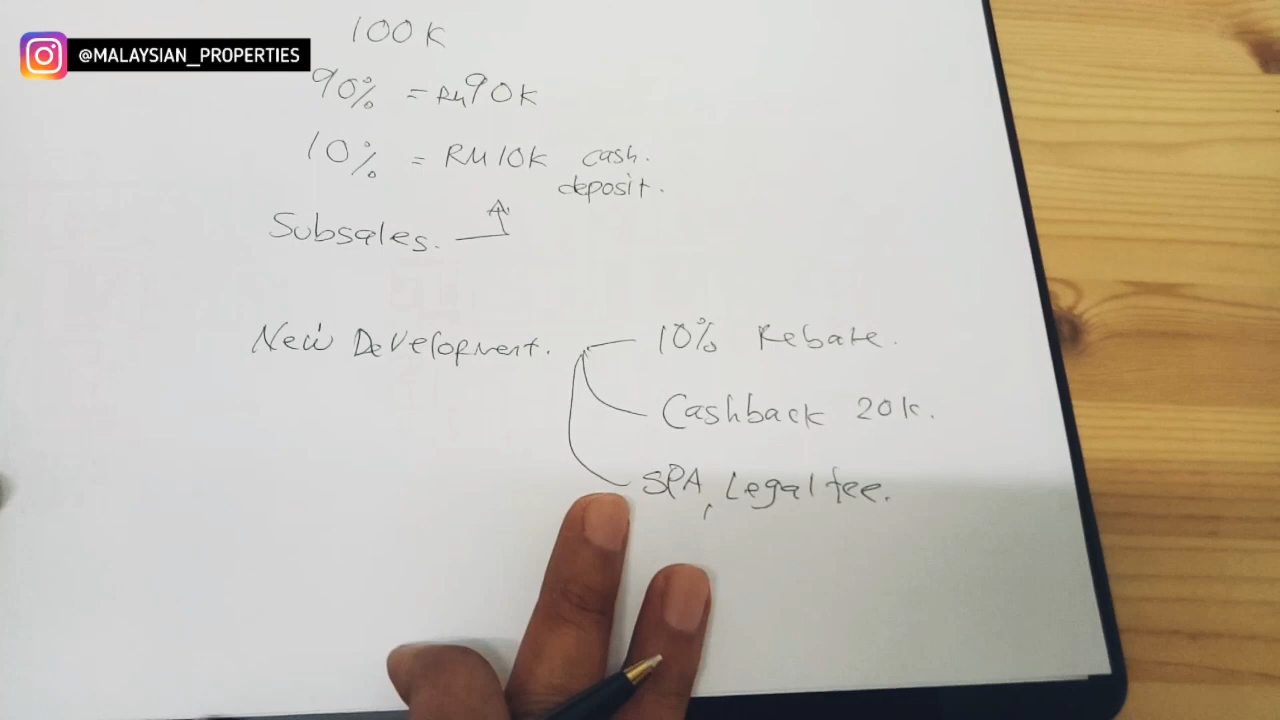 100K
@MALAYSIAN_PROPERTIES
90% = RM90K
10% = RM10K cash.
deposit.
Subsales.
New Development. 10% Rebate.
Cashback 20K.
SPA, Legal fee.